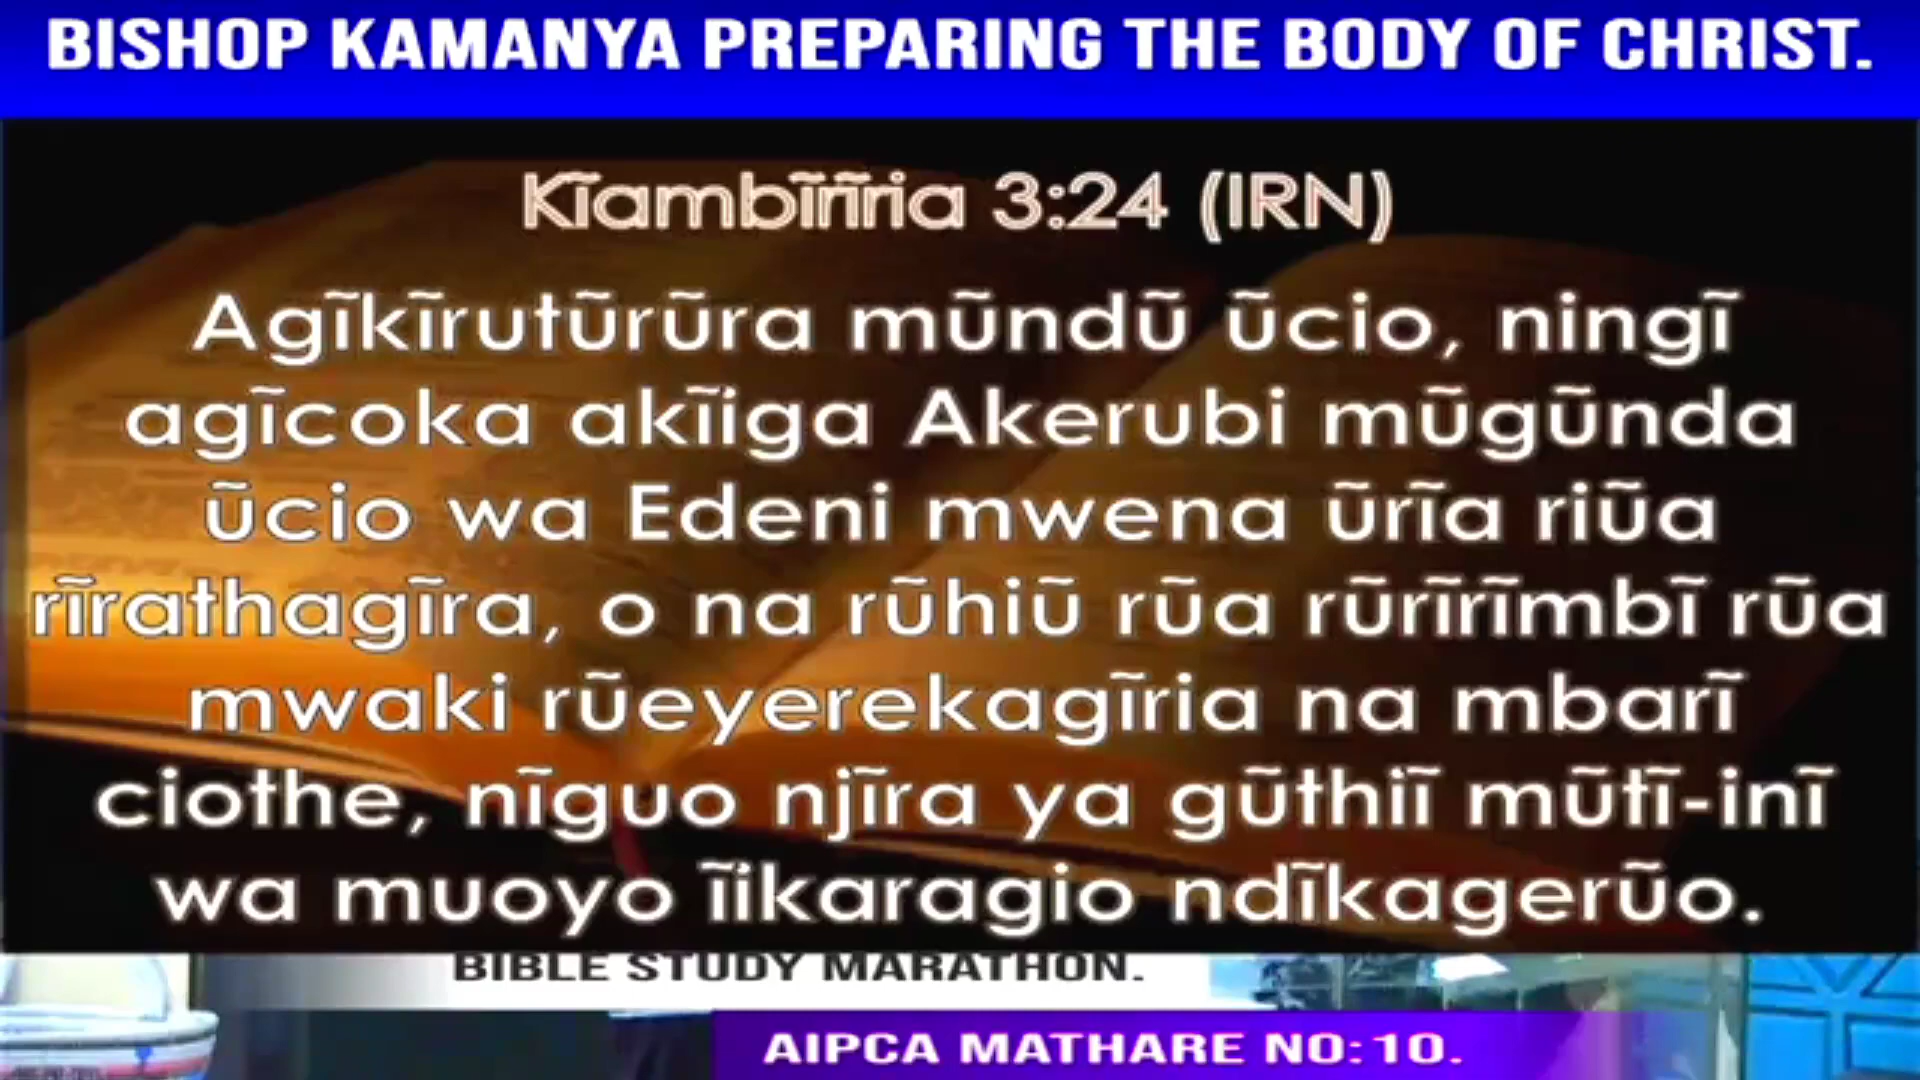 BISHOP KAMANYA PREPARING THE BODY OF CHRIST.
Kĩambĩrĩria 3:24 (IRN)
Agĩkĩrutũrũra mũndũ ũcio, ningĩ
agĩcoka akĩiga Akerubi mũgũnda
ũcio wa Edeni mwena ũrĩa riũa
rĩrathagĩra, o na rũhiũ rũa rũrĩrĩmbĩ rũa
mwaki rũeyerekagĩria na mbarĩ
ciothe, nĩguo njĩra ya gũthiĩ mũtĩ-inĩ
wa muoyo ĩikaragio ndĩkagerũo.
BIBLE STUDY MARATHON.
AIPCA MATHARE NO:10.